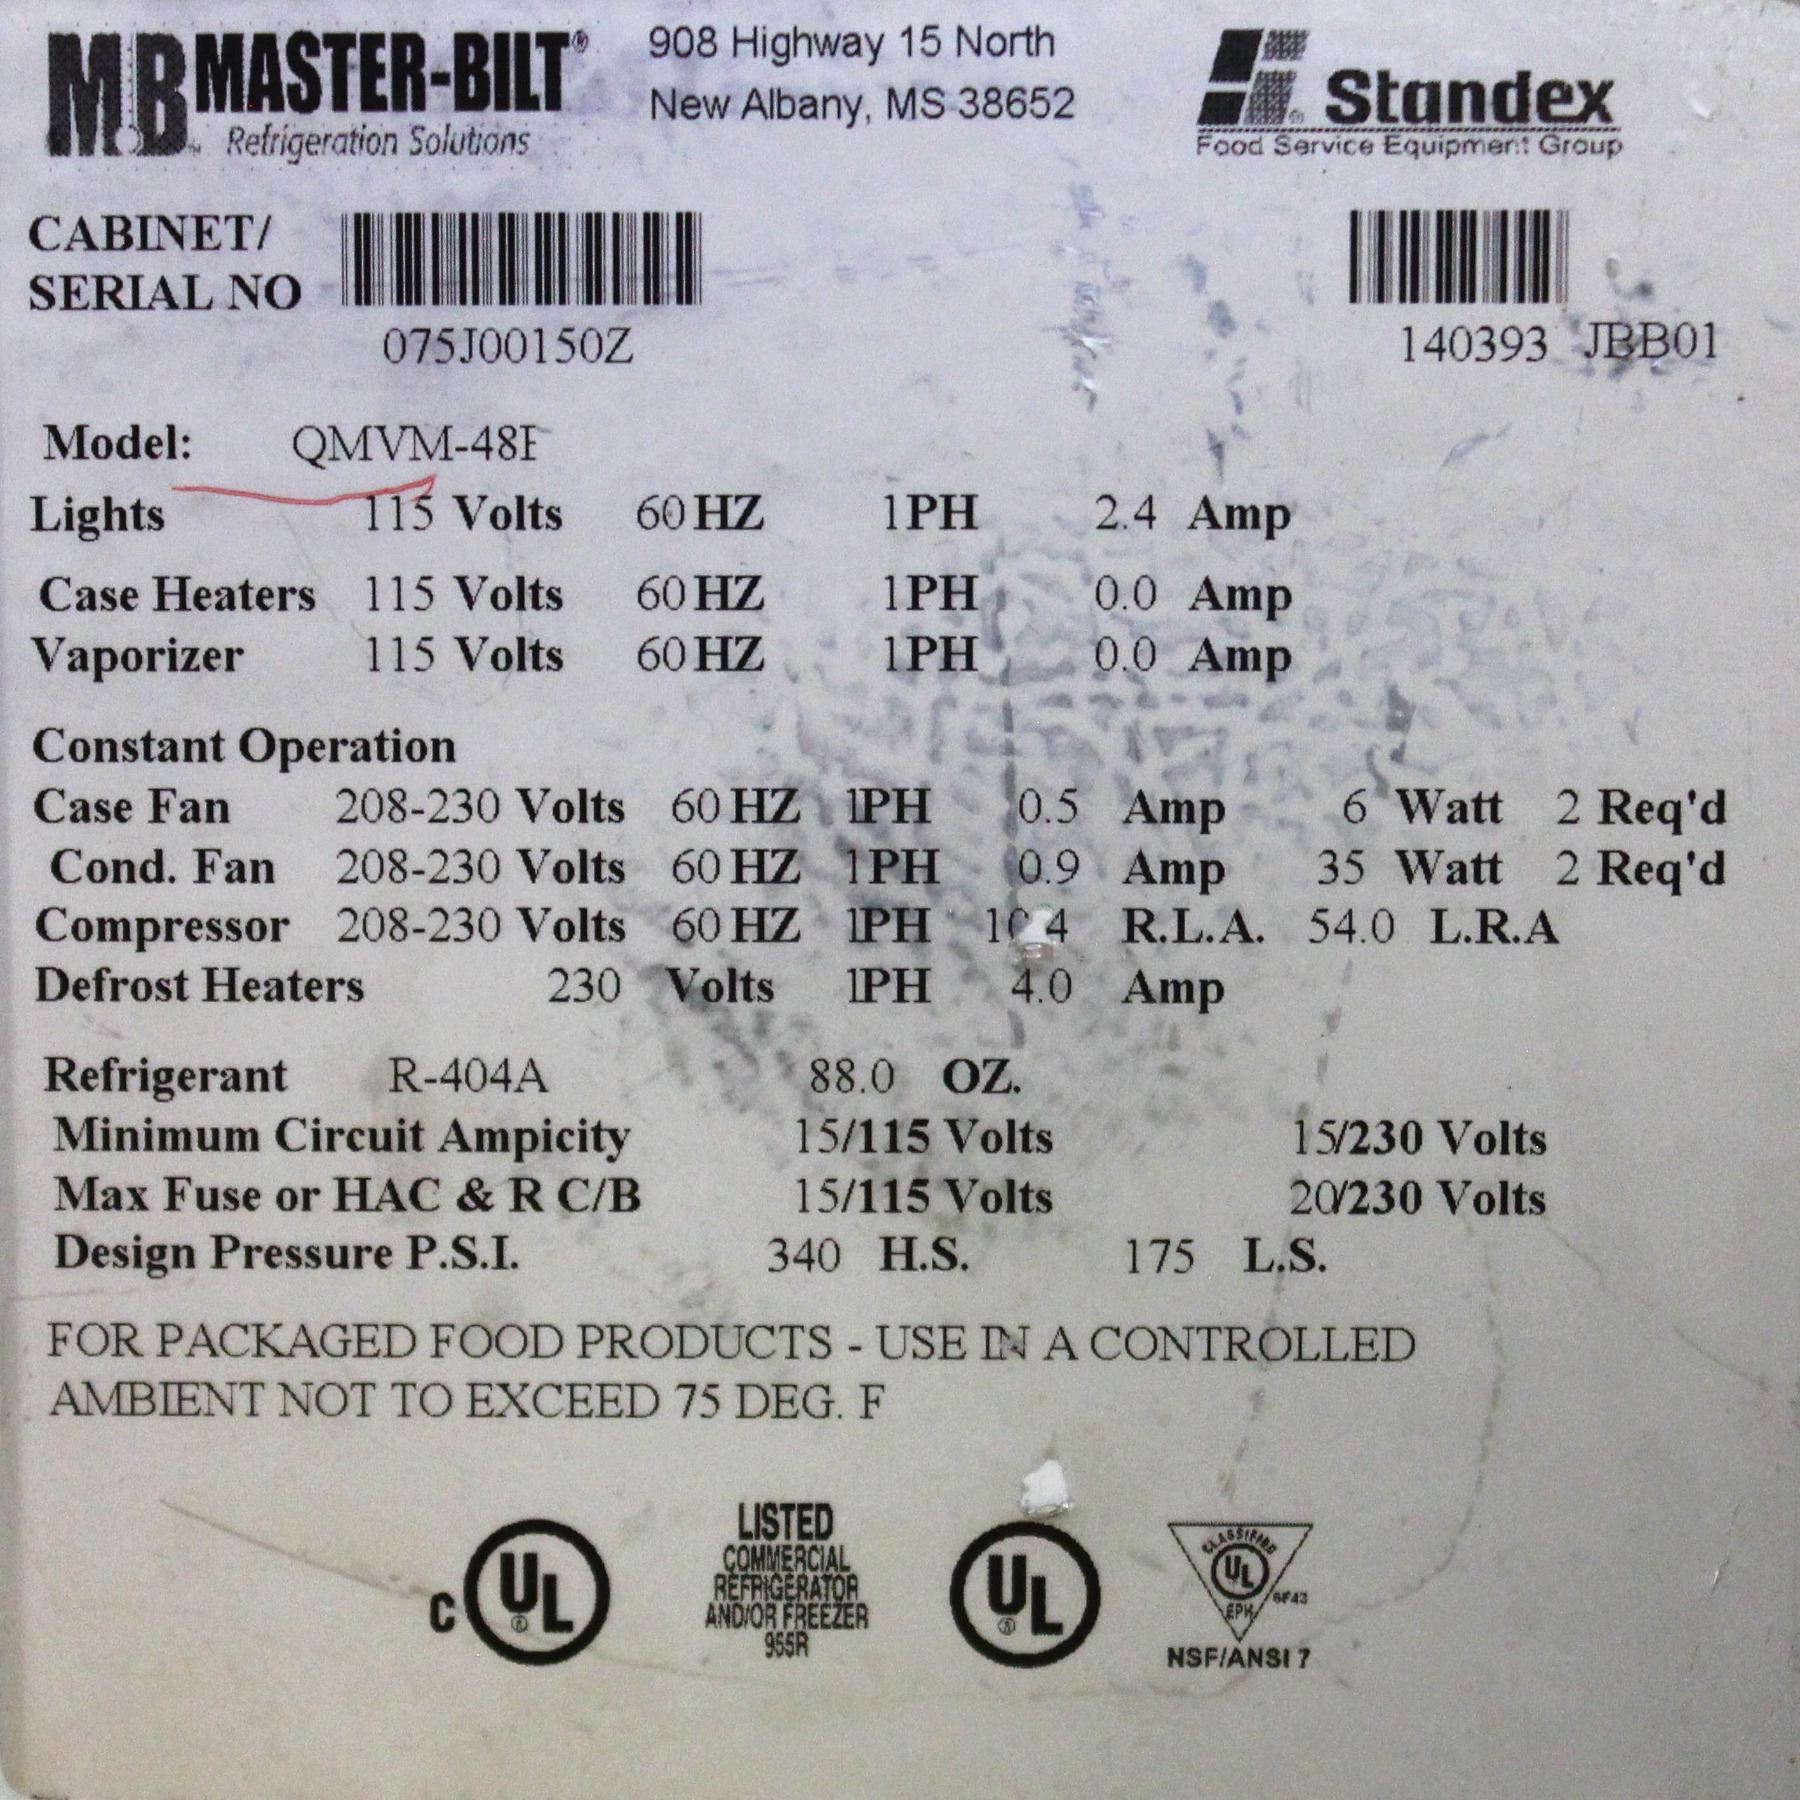 MB MASTER-BILT®
Refrigeration Solutions
908 Highway 15 North
New Albany, MS 38652
Standex
Food Service Equipment Group
CABINET/
SERIAL NO
075J00150Z
140393 JBB01
Model: QMVM-48F
Lights 115 Volts 60 HZ 1PH 2.4 Amp
Case Heaters 115 Volts 60 HZ 1PH 0.0 Amp
Vaporizer 115 Volts 60 HZ 1PH 0.0 Amp
Constant Operation
Case Fan 208-230 Volts 60 HZ 1PH 0.5 Amp 6 Watt 2 Req'd
Cond. Fan 208-230 Volts 60 HZ 1PH 0.9 Amp 35 Watt 2 Req'd
Compressor 208-230 Volts 60 HZ 1PH R.L.A. 54.0 L.R.A
Defrost Heaters 230 Volts 1PH 4.0 Amp
Refrigerant R-404A 88.0 OZ.
Minimum Circuit Ampicity 15/115 Volts 15/230 Volts
Max Fuse or HAC & R C/B 15/115 Volts 20/230 Volts
Design Pressure P.S.I. 340 H.S. 175 L.S.
FOR PACKAGED FOOD PRODUCTS - USE IN A CONTROLLED
AMBIENT NOT TO EXCEED 75 DEG. F
C UL ®
LISTED
COMMERCIAL
REFRIGERATOR
AND/OR FREEZER
955R
UL ®
CLASSIFIED
UL
EPH
6F43
NSF/ANSI 7